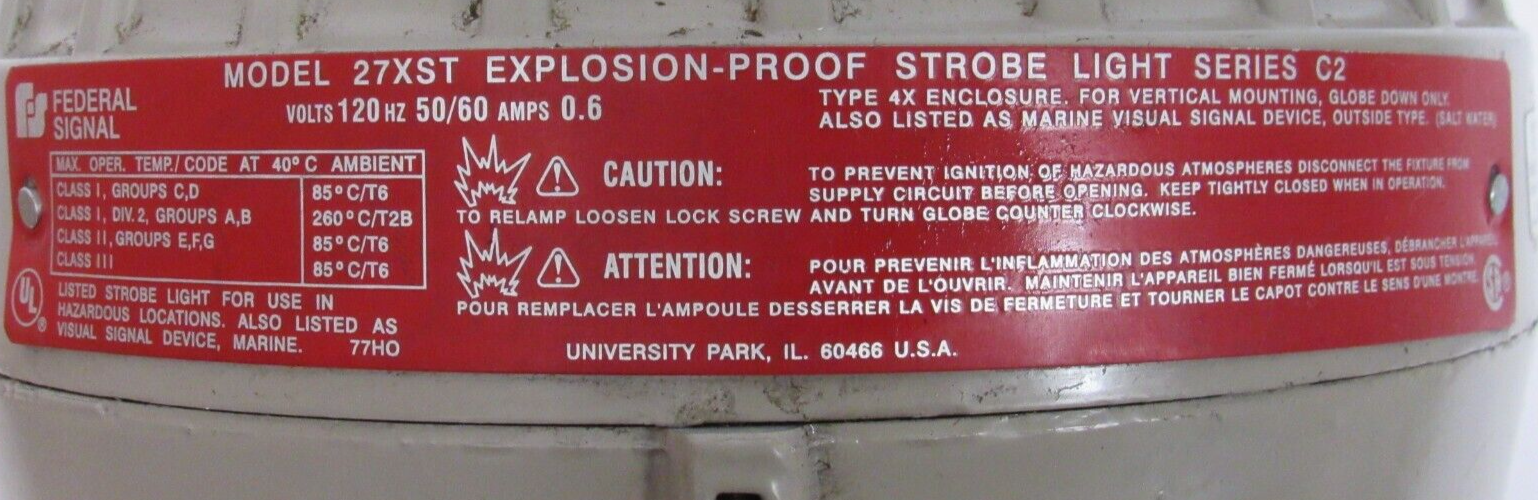 MODEL 27XST EXPLOSION-PROOF STROBE LIGHT SERIES C2
FEDERAL
SIGNAL
VOLTS 120 HZ 50/60 AMPS 0.6
TYPE 4X ENCLOSURE. FOR VERTICAL MOUNTING, GLOBE DOWN ONLY.
ALSO LISTED AS MARINE VISUAL SIGNAL DEVICE, OUTSIDE TYPE. (SALT WATER)
MAX. OPER. TEMP./ CODE AT 40° C AMBIENT
CLASS I, GROUPS C,D 85°C/T6
CLASS I, DIV. 2, GROUPS A,B 260°C/T2B
CLASS II, GROUPS E,F,G 85°C/T6
CLASS III 85°C/T6
UL ®
LISTED STROBE LIGHT FOR USE IN
HAZARDOUS LOCATIONS. ALSO LISTED AS
VISUAL SIGNAL DEVICE, MARINE. 77HO
CAUTION: TO PREVENT IGNITION OF HAZARDOUS ATMOSPHERES DISCONNECT THE FIXTURE FROM
SUPPLY CIRCUIT BEFORE OPENING. KEEP TIGHTLY CLOSED WHEN IN OPERATION.
TO RELAMP LOOSEN LOCK SCREW AND TURN GLOBE COUNTER CLOCKWISE.
ATTENTION: POUR PREVENIR L'INFLAMMATION DES ATMOSPHÈRES DANGEREUSES, DÉBRANCHER L'APPAREIL
AVANT DE L'OUVRIR. MAINTENIR L'APPAREIL BIEN FERMÉ LORSQU'IL EST SOUS TENSION.
POUR REMPLACER L'AMPOULE DESSERRER LA VIS DE FERMETURE ET TOURNER LE CAPOT CONTRE LE SENS D'UNE MONTRE.
UNIVERSITY PARK, IL. 60466 U.S.A.